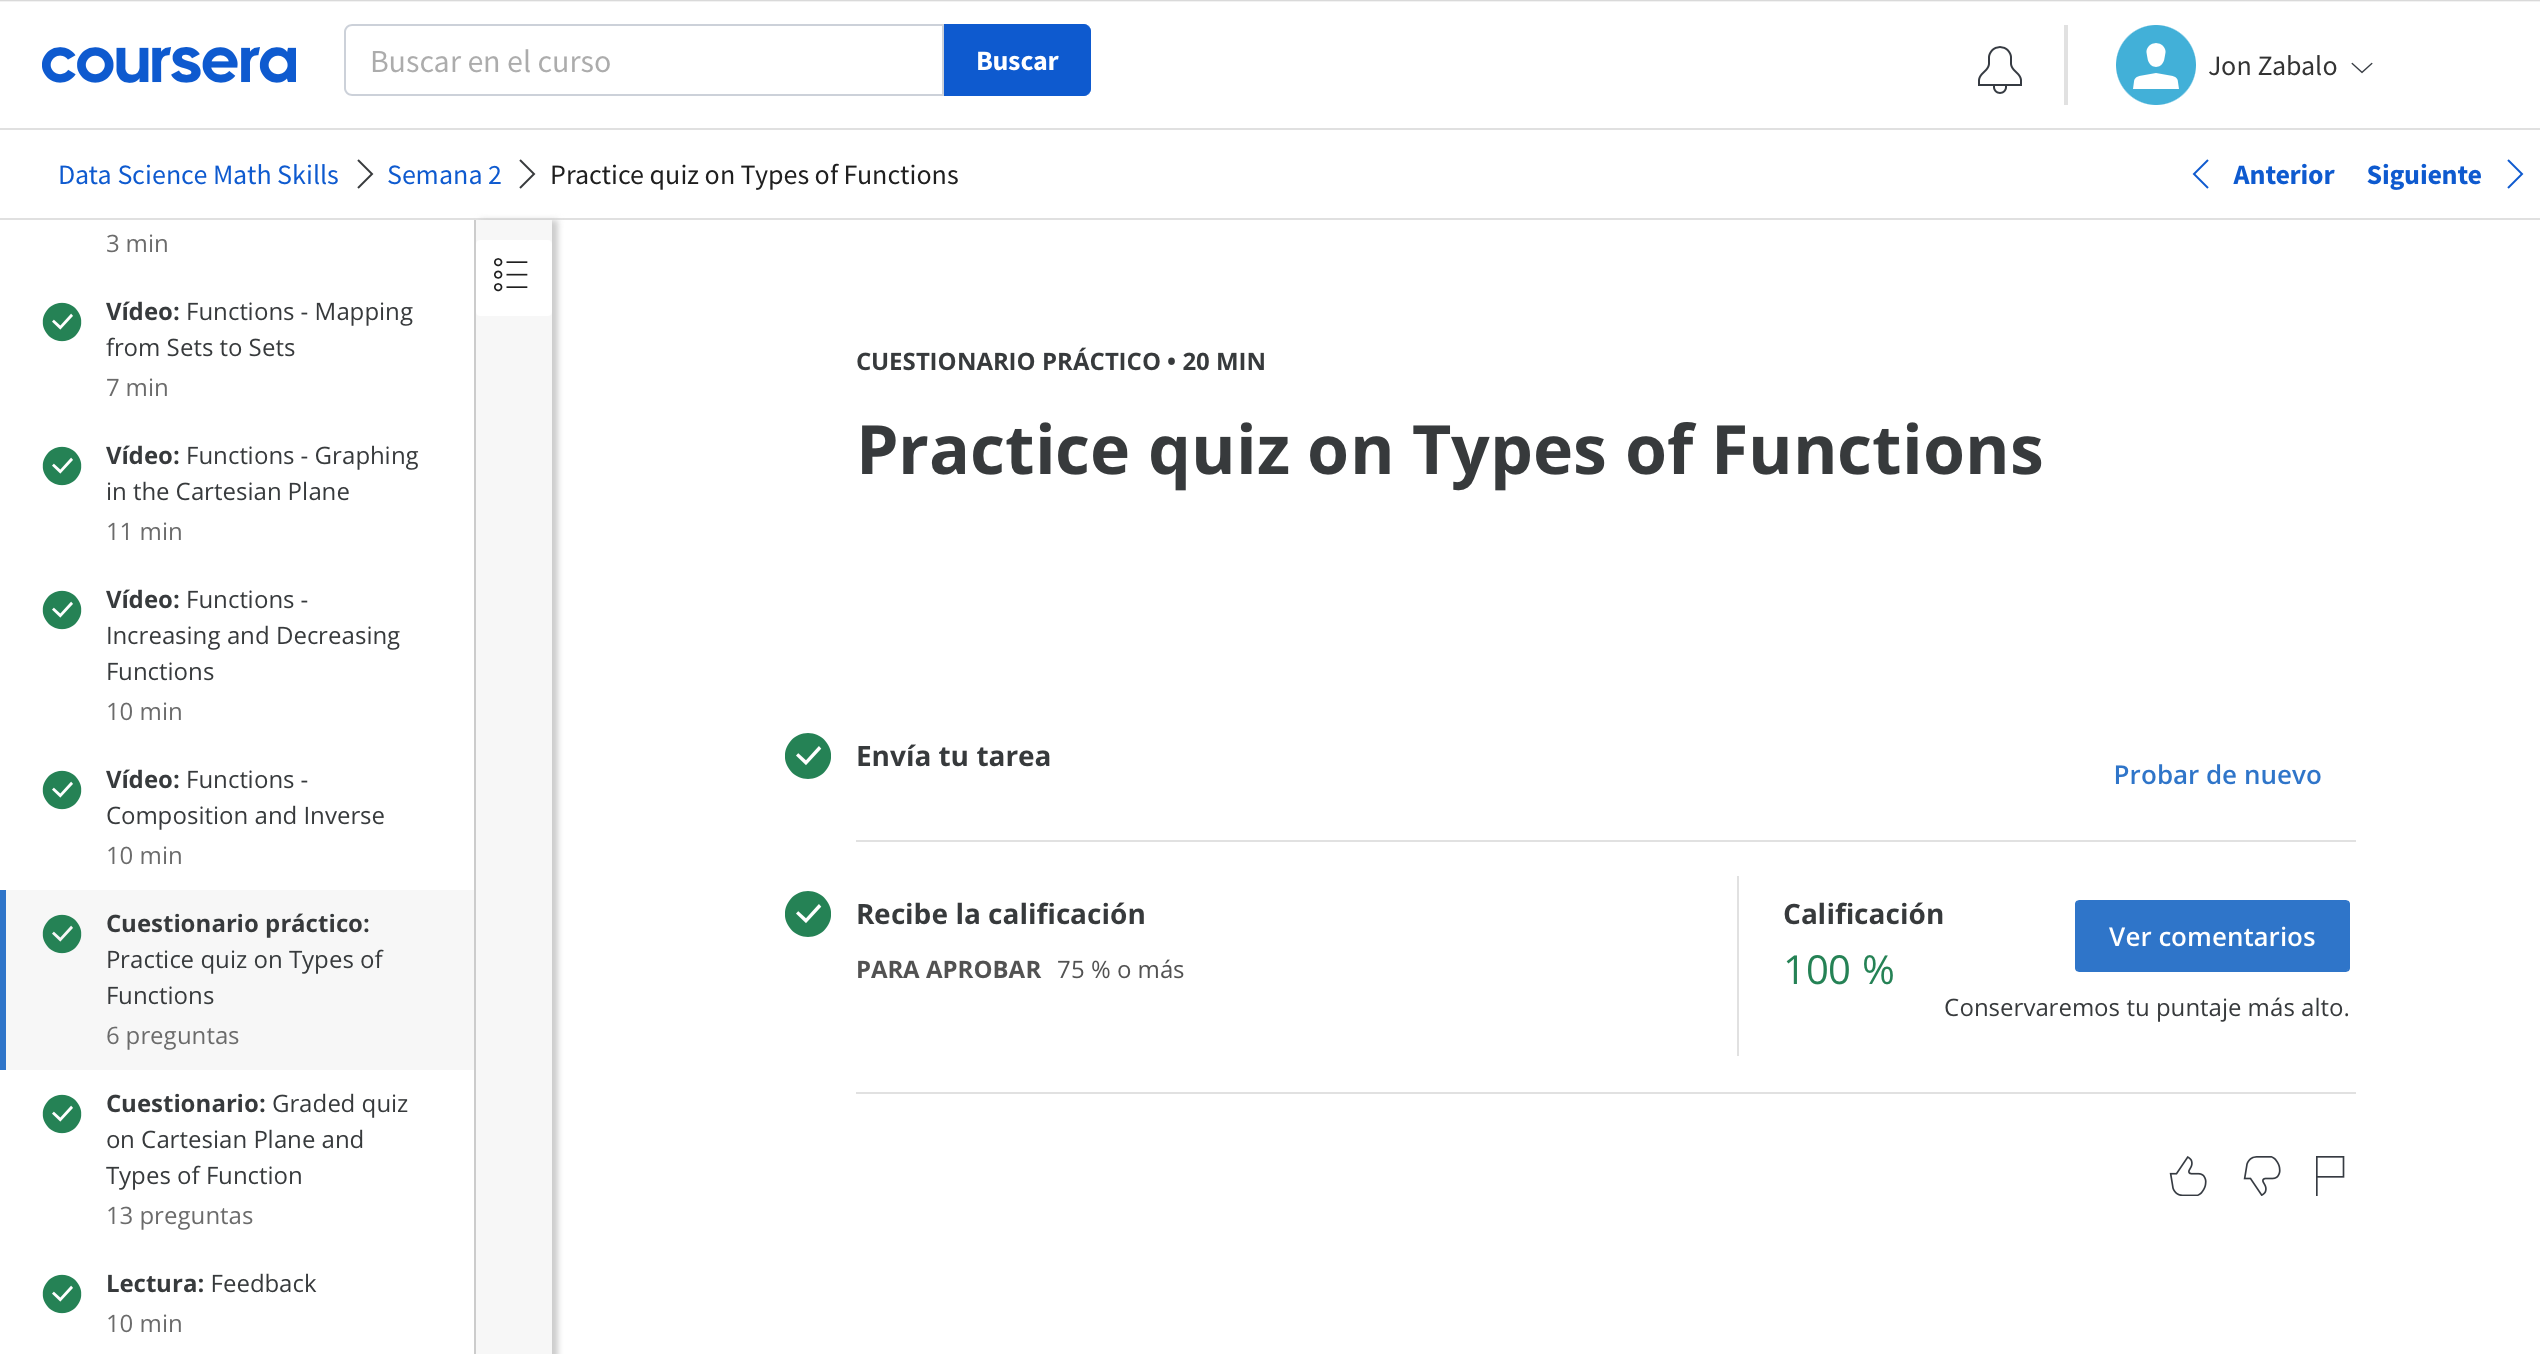 coursera
Buscar en el curso
Buscar
Jon Zabalo
Data Science Math Skills
Semana 2
Practice quiz on Types of Functions
Anterior
Siguiente
3 min
Vídeo: Functions - Mapping
from Sets to Sets
7 min
Vídeo: Functions - Graphing
in the Cartesian Plane
11 min
Vídeo: Functions -
Increasing and Decreasing
Functions
10 min
Vídeo: Functions -
Composition and Inverse
10 min
Cuestionario práctico:
Practice quiz on Types of
Functions
6 preguntas
Cuestionario: Graded quiz
on Cartesian Plane and
Types of Function
13 preguntas
Lectura: Feedback
10 min
CUESTIONARIO PRÁCTICO • 20 MIN
Practice quiz on Types of Functions
Envía tu tarea
Probar de nuevo
Recibe la calificación
PARA APROBAR 75 % o más
Calificación
100 %
Ver comentarios
Conservaremos tu puntaje más alto.